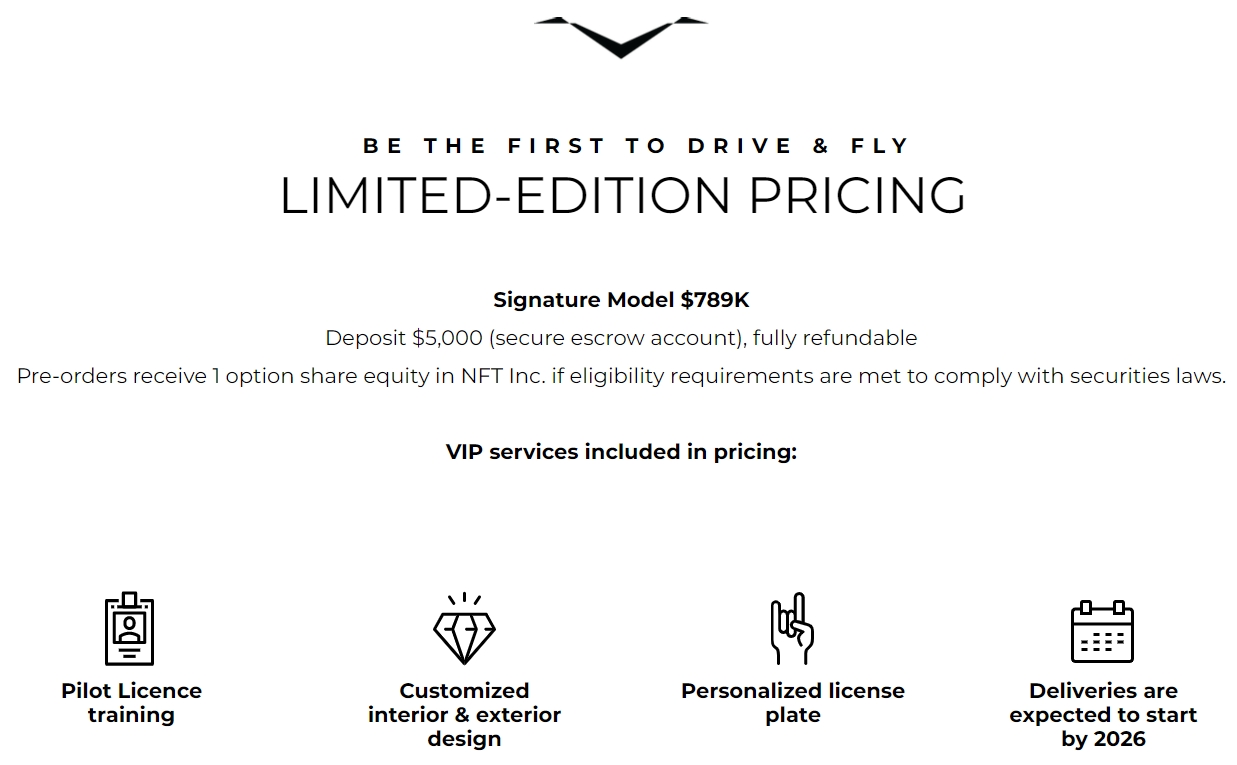 BE THE FIRST TO DRIVE & FLY
LIMITED-EDITION PRICING
Signature Model $789K
Deposit $5,000 (secure escrow account), fully refundable
Pre-orders receive 1 option share equity in NFT Inc. if eligibility requirements are met to comply with securities laws.
VIP services included in pricing:
Pilot Licence
training
Customized
interior & exterior
design
Personalized license
plate
Deliveries are
expected to start
by 2026